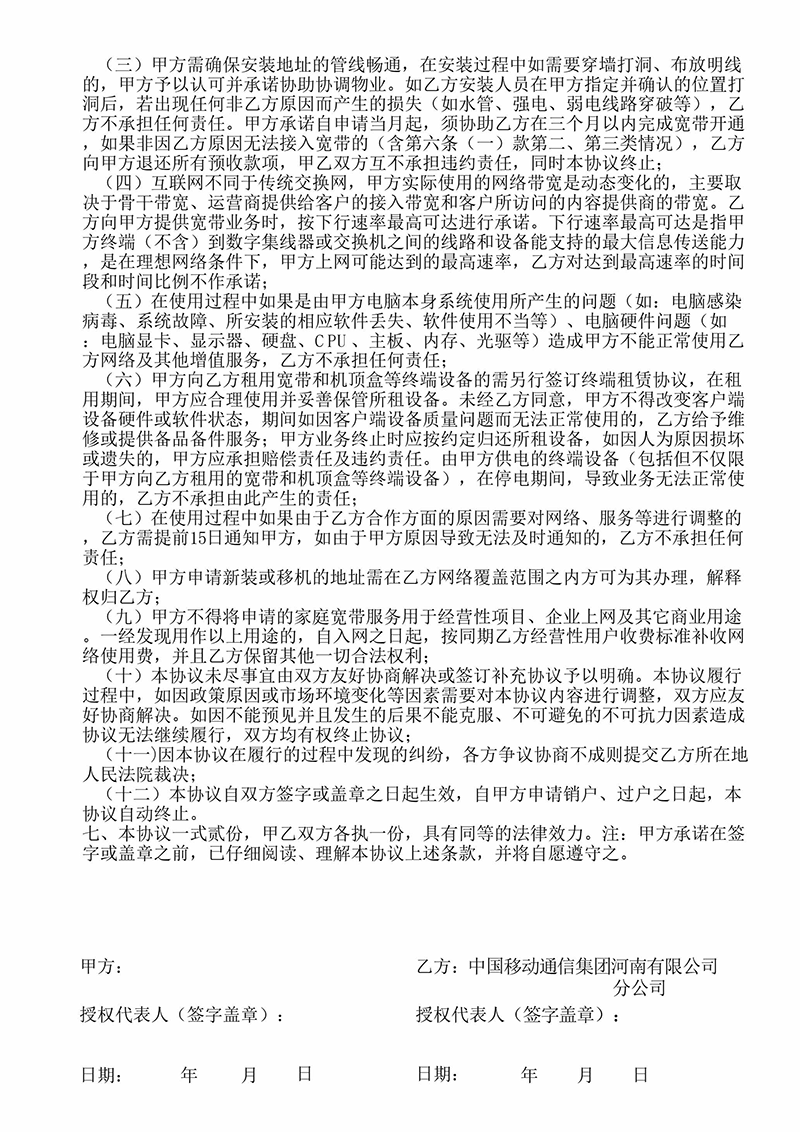 （三）甲方需确保安装地址的管线畅通，在安装过程中如需要穿墙打洞、布放明线
的，甲方予以认可并承诺协助协调物业。如乙方安装人员在甲方指定并确认的位置打
洞后，若出现任何非乙方原因而产生的损失（如水管、强电、弱电线路穿破等），乙
方不承担任何责任。甲方承诺自申请当月起，须协助乙方在三个月以内完成宽带开通
，如果非因乙方原因无法接入宽带的（含第六条（一）款第二、第三类情况），乙方
向甲方退还所有预收款项，甲乙双方互不承担违约责任，同时本协议终止；
（四）互联网不同于传统交换网，甲方实际使用的网络带宽是动态变化的，主要取
决于骨干带宽、运营商提供给客户的接入带宽和客户所访问的内容提供商的带宽。乙
方向甲方提供宽带业务时，按下行速率最高可达进行承诺。下行速率最高可达是指甲
方终端（不含）到数字集线器或交换机之间的线路和设备能支持的最大信息传送能力
，是在理想网络条件下，甲方上网可能达到的最高速率，乙方对达到最高速率的时间
段和时间比例不作承诺；
（五）在使用过程中如果是由甲方电脑本身系统使用所产生的问题（如：电脑感染
病毒、系统故障、所安装的相应软件丢失、软件使用不当等）、电脑硬件问题（如
：电脑显卡、显示器、硬盘、CPU、主板、内存、光驱等）造成甲方不能正常使用乙
方网络及其他增值服务，乙方不承担任何责任；
（六）甲方向乙方租用宽带和机顶盒等终端设备的需另行签订终端租赁协议，在租
用期间，甲方应合理使用并妥善保管所租设备。未经乙方同意，甲方不得改变客户端
设备硬件或软件状态，期间如因客户端设备质量问题而无法正常使用的，乙方给予维
修或提供备品备件服务；甲方业务终止时应按约定归还所租设备，如因人为原因损坏
或遗失的，甲方应承担赔偿责任及违约责任。由甲方供电的终端设备（包括但不仅限
于甲方向乙方租用的宽带和机顶盒等终端设备），在停电期间，导致业务无法正常使
用的，乙方不承担由此产生的责任；
（七）在使用过程中如果由于乙方合作方面的原因需要对网络、服务等进行调整的
，乙方需提前15日通知甲方，如由于甲方原因导致无法及时通知的，乙方不承担任何
责任；
（八）甲方申请新装或移机的地址需在乙方网络覆盖范围之内方可为其办理，解释
权归乙方；
（九）甲方不得将申请的家庭宽带服务用于经营性项目、企业上网及其它商业用途
。一经发现用作以上用途的，自入网之日起，按同期乙方经营性用户收费标准补收网
络使用费，并且乙方保留其他一切合法权利；
（十）本协议未尽事宜由双方友好协商解决或签订补充协议予以明确。本协议履行
过程中，如因政策原因或市场环境变化等因素需要对本协议内容进行调整，双方应友
好协商解决。如因不能预见并且发生的后果不能克服、不可避免的不可抗力因素造成
协议无法继续履行，双方均有权终止协议；
（十一)因本协议在履行的过程中发现的纠纷，各方争议协商不成则提交乙方所在地
人民法院裁决；
（十二）本协议自双方签字或盖章之日起生效，自甲方申请销户、过户之日起，本
协议自动终止。
七、本协议一式贰份，甲乙双方各执一份，具有同等的法律效力。注：甲方承诺在签
字或盖章之前，已仔细阅读、理解本协议上述条款，并将自愿遵守之。
甲方： 乙方：中国移动通信集团河南有限公司
分公司
授权代表人（签字盖章）： 授权代表人（签字盖章）：
日期： 年 月 日 日期： 年 月 日